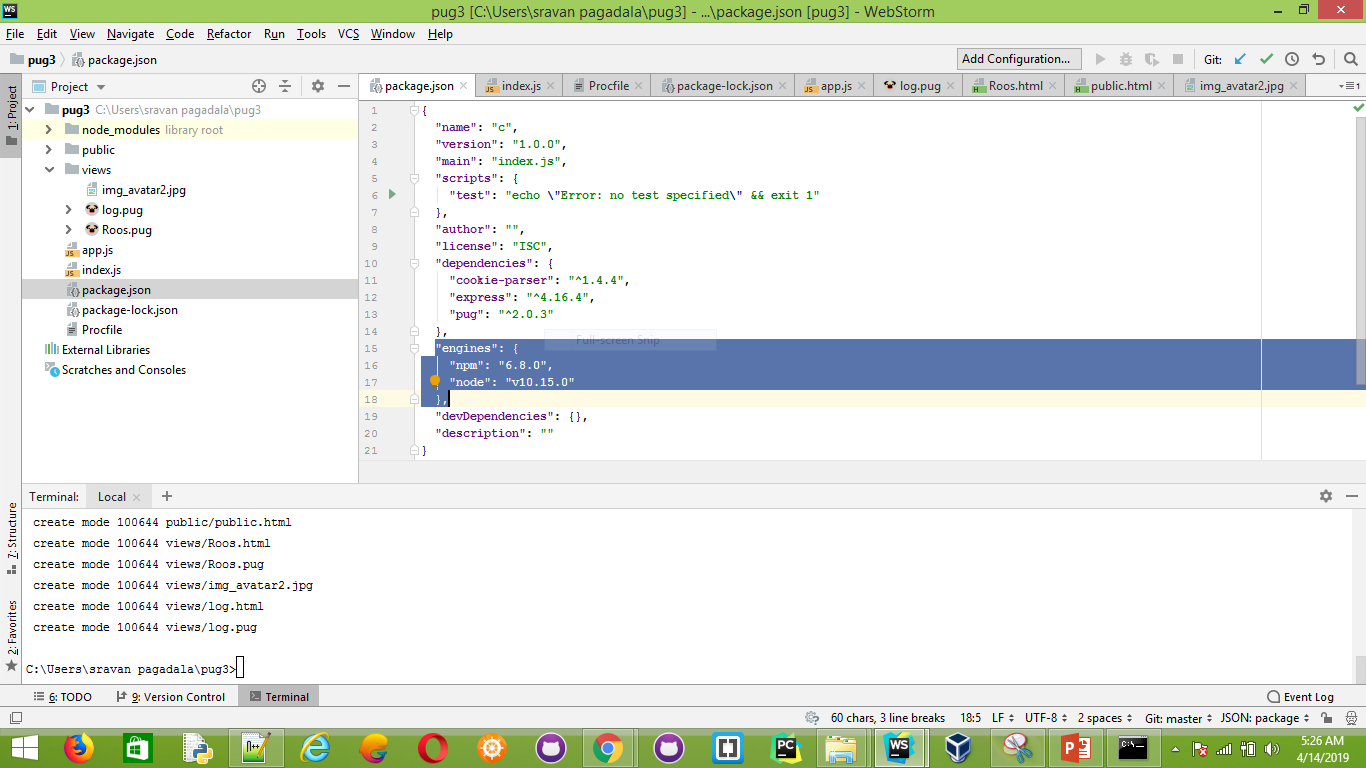 pug3 [C:\Users\sravan pagadala\pug3] - ...\package.json [pug3] - WebStorm
File Edit View Navigate Code Refactor Run Tools VCS Window Help
pug3 package.json Add Configuration... Git:
1: Project
Project
package.json index.js Procfile package-lock.json app.js log.pug Roos.html public.html img_avatar2.jpg
pug3 C:\Users\sravan pagadala\pug3
node_modules library root
public
views
img_avatar2.jpg
log.pug
Roos.pug
app.js
index.js
package.json
package-lock.json
Procfile
External Libraries
Scratches and Consoles
1 {
2 "name": "c",
3 "version": "1.0.0",
4 "main": "index.js",
5 "scripts": {
6 "test": "echo \"Error: no test specified\" && exit 1"
7 },
8 "author": "",
9 "license": "ISC",
10 "dependencies": {
11 "cookie-parser": "^1.4.4",
12 "express": "^4.16.4",
13 "pug": "^2.0.3"
14 },
Full-screen Snip
15 "engines": {
16 "npm": "6.8.0",
17 "node": "v10.15.0"
18 },
19 "devDependencies": {},
20 "description": ""
21 }
Terminal: Local +
create mode 100644 public/public.html
create mode 100644 views/Roos.html
create mode 100644 views/Roos.pug
create mode 100644 views/img_avatar2.jpg
create mode 100644 views/log.html
create mode 100644 views/log.pug
C:\Users\sravan pagadala\pug3>
7: Structure
2: Favorites
6: TODO 9: Version Control Terminal Event Log
60 chars, 3 line breaks 18:5 LF UTF-8 2 spaces Git: master JSON: package
5:26 AM
4/14/2019